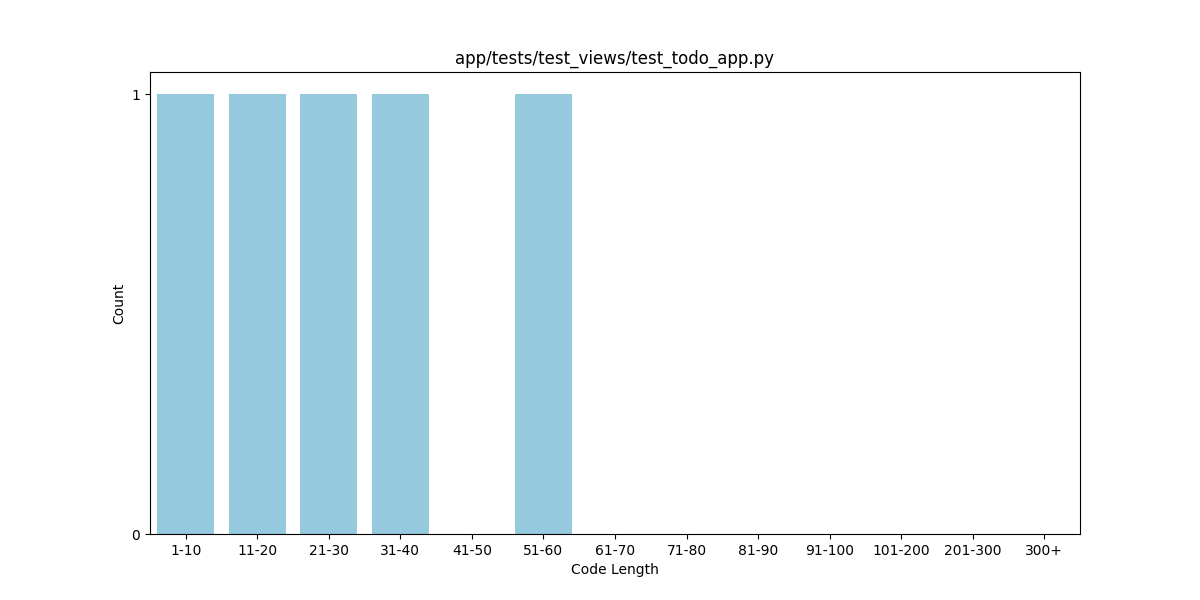 app/tests/test_views/test_todo_app.py
1
Count
0
1-10 11-20 21-30 31-40 41-50 51-60 61-70 71-80 81-90 91-100 101-200 201-300 300+
Code Length